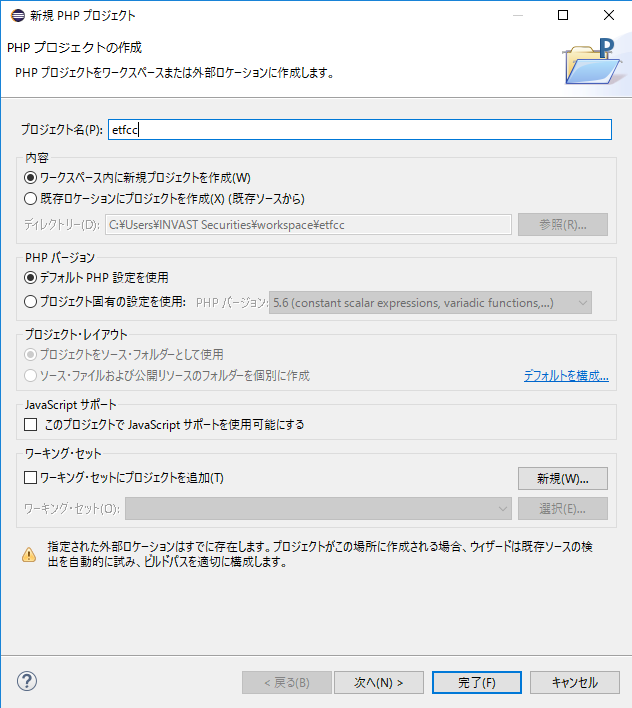 新規 PHP プロジェクト
PHP プロジェクトの作成
PHP プロジェクトをワークスペースまたは外部ロケーションに作成します。
プロジェクト名(P): etfcc
内容
ワークスペース内に新規プロジェクトを作成(W)
既存ロケーションにプロジェクトを作成(X) (既存ソースから)
ディレクトリー(D): C:¥Users¥INVAST Securities¥workspace¥etfcc 参照(R)...
PHP バージョン
デフォルト PHP 設定を使用
プロジェクト固有の設定を使用: PHP バージョン: 5.6 (constant scalar expressions, variadic functions,...)
プロジェクト・レイアウト
プロジェクトをソース・フォルダーとして使用
ソース・ファイルおよび公開リソースのフォルダーを個別に作成 デフォルトを構成...
JavaScript サポート
このプロジェクトで JavaScript サポートを使用可能にする
ワーキング・セット
ワーキング・セットにプロジェクトを追加(T) 新規(W)...
ワーキング・セット(O): 選択(E)...
指定された外部ロケーションはすでに存在します。プロジェクトがこの場所に作成される場合、ウィザードは既存ソースの検
出を自動的に試み、ビルドパスを適切に構成します。
? < 戻る(B) 次へ(N) > 完了(F) キャンセル